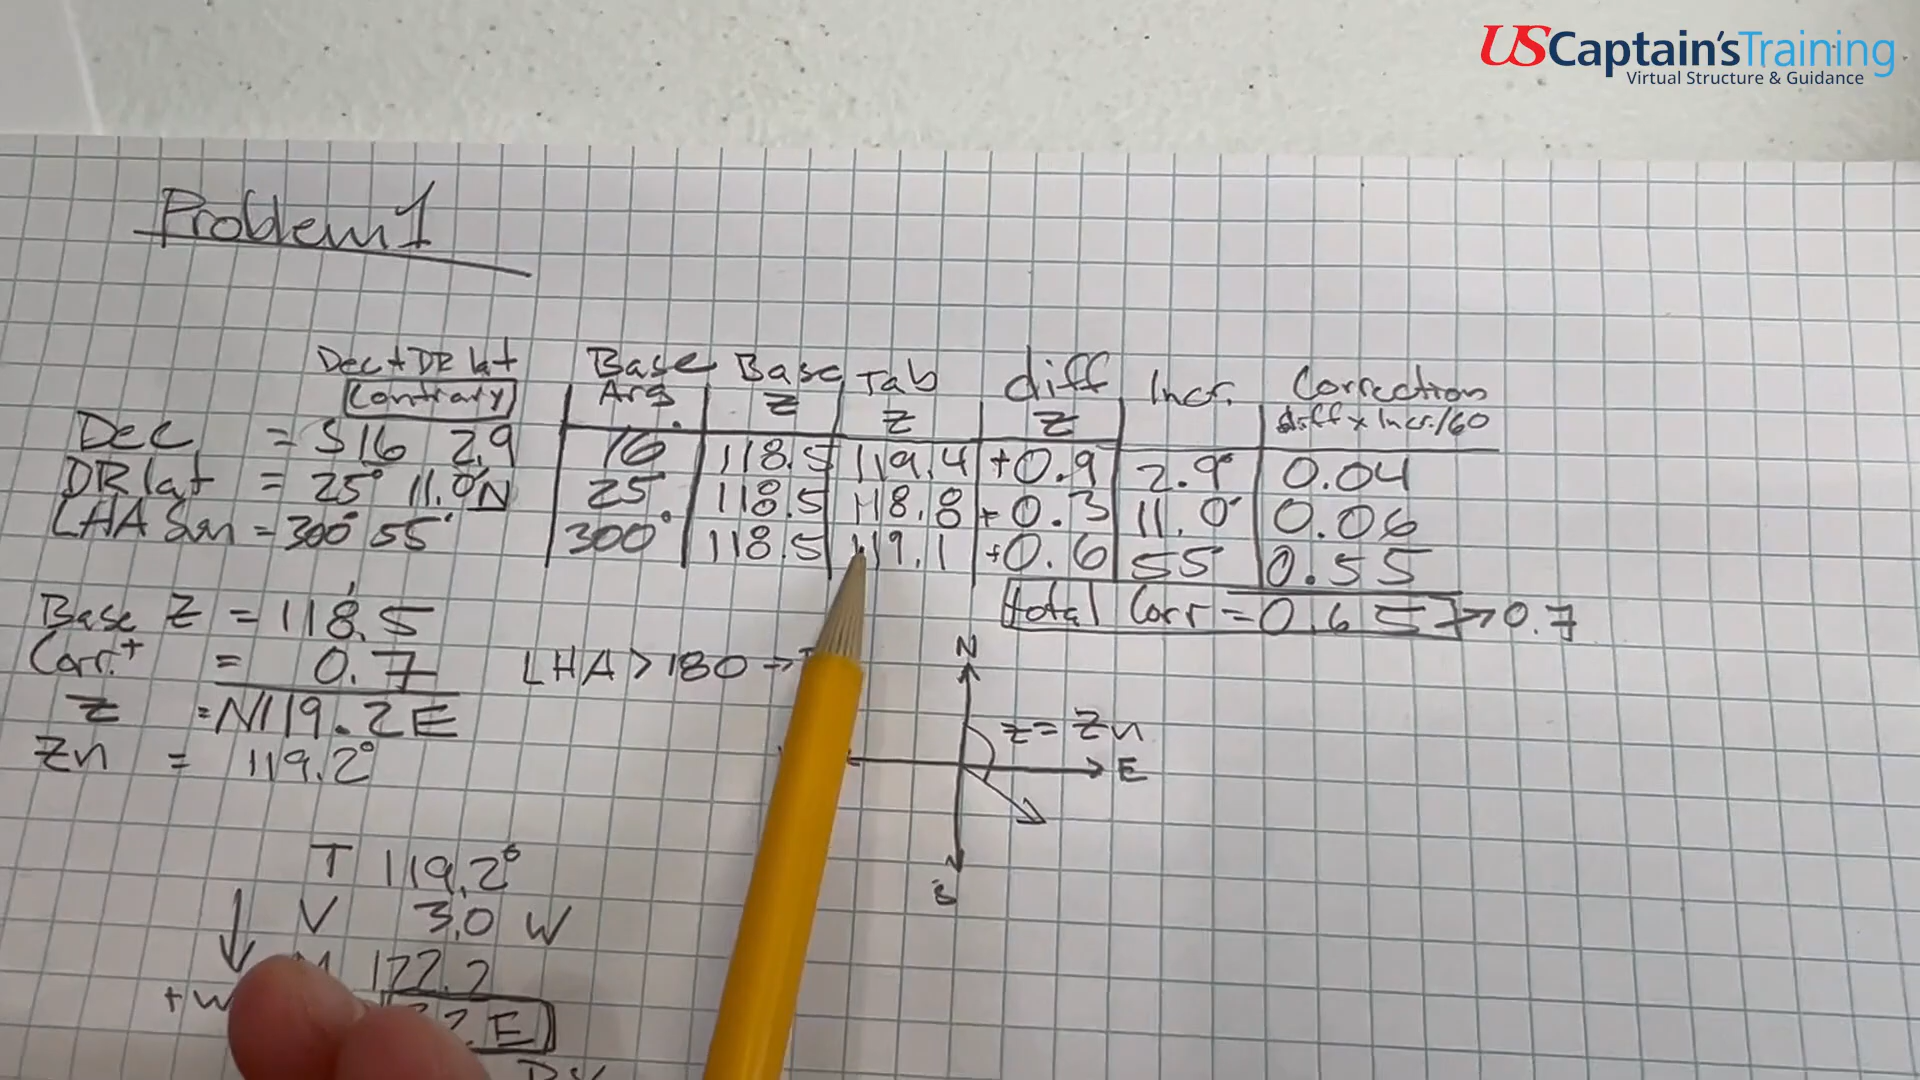 USCaptain'sTraining
Virtual Structure & Guidance
Problem 1
Dec + DR lat
Contrary
Base Arg. Base Z Tab Z diff Z Incr. Correction diff x Incr./60
Dec = S16 2.9 16 118.5 119.4 +0.9 2.9' 0.04
DR lat = 25° 11.0'N 25. 118.5 118.8 + 0.3 11.0' 0.06
LHA Sun = 300° 55' 300° 118.5 119.1 +0.6 55 0.55
total Corr = 0.65 → 0.7
Base Z = 118.5
Corr.+ = 0.7 LHA > 180 →
Z = N119.2E
Zn = 119.2°
N
Z = Zn
E
S
T 119.2°
V 3.0 W
122.2
+W
2 E